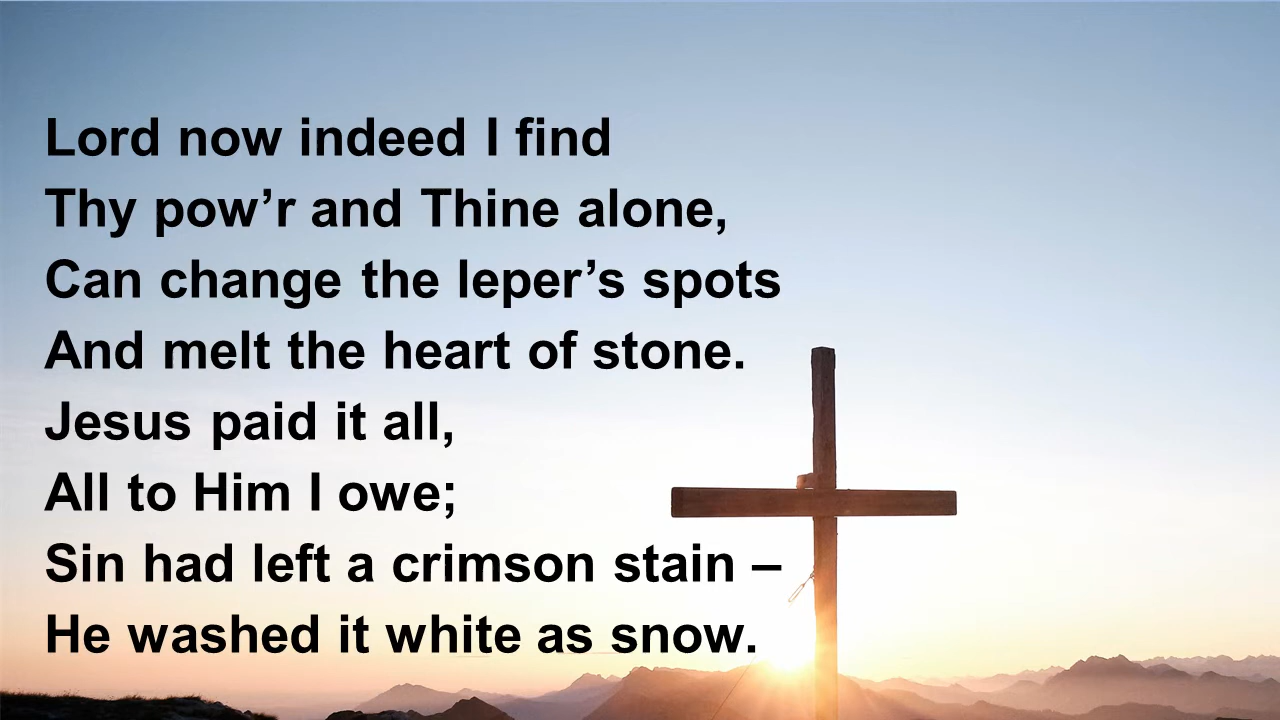 Lord now indeed I find
Thy pow’r and Thine alone,
Can change the leper’s spots
And melt the heart of stone.
Jesus paid it all,
All to Him I owe;
Sin had left a crimson stain –
He washed it white as snow.